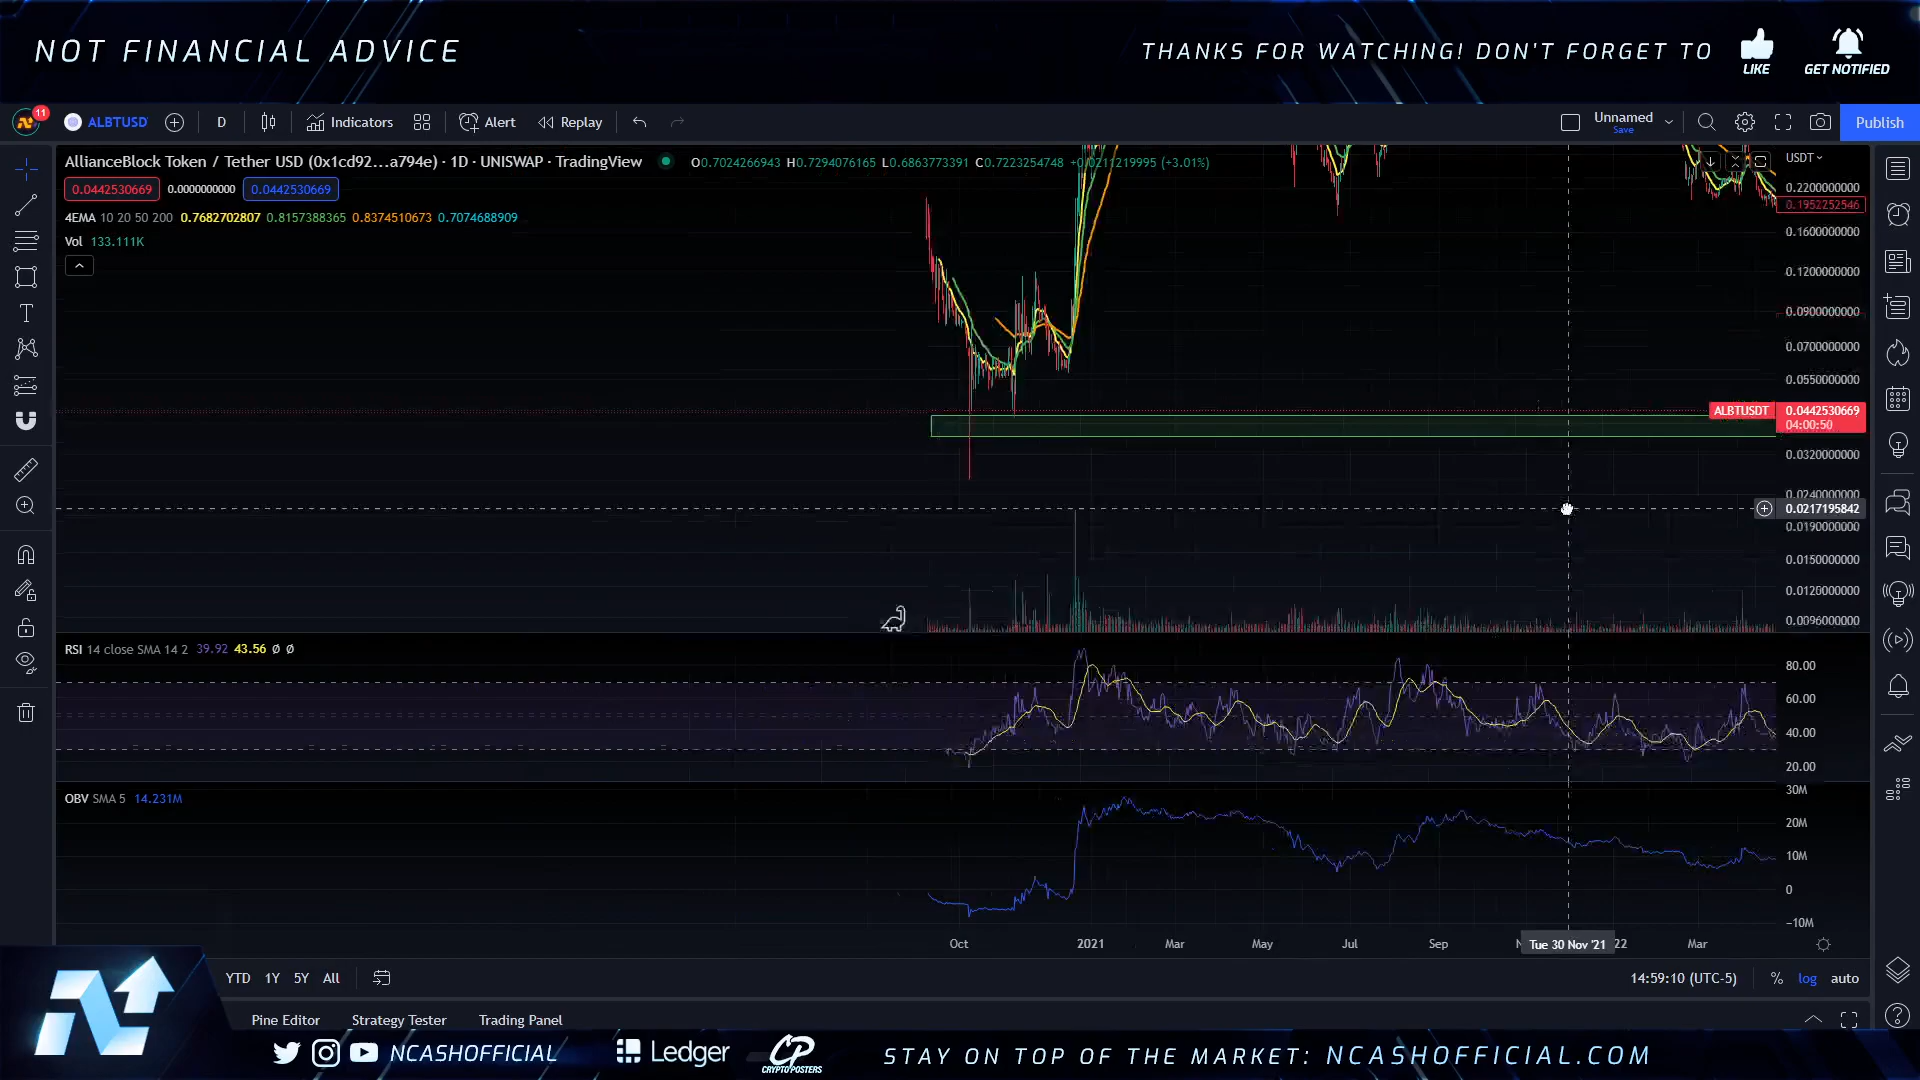 NOT FINANCIAL ADVICE
THANKS FOR WATCHING! DON'T FORGET TO
LIKE
GET NOTIFIED
11
ALBTUSD
D
Indicators
Alert
Replay
Unnamed
Save
Publish
AllianceBlock Token / Tether USD (0x1cd92...a794e) · 1D · UNISWAP · TradingView
O0.7024266943 H0.7294076165 L0.6863773391 C0.7223254748 +0.0211219995 (+3.01%)
USDT
0.0442530669 0.0000000000 0.0442530669
4EMA 10 20 50 200 0.7682702807 0.8157388365 0.8374510673 0.7074688909
Vol 133.111K
0.2200000000
0.1952252546
0.1600000000
0.1200000000
0.0900000000
0.0700000000
0.0550000000
ALBTUSDT 0.0442530669
04:00:50
0.0320000000
0.0240000000
0.0217195842
0.0190000000
0.0150000000
0.0120000000
0.0096000000
RSI 14 close SMA 14 2 39.92 43.56 Ø Ø
80.00
60.00
40.00
20.00
OBV SMA 5 14.231M
30M
20M
10M
0
−10M
Oct 2021 Mar May Jul Sep Tue 30 Nov '21 22 Mar
YTD 1Y 5Y All
14:59:10 (UTC-5) % log auto
Pine Editor Strategy Tester Trading Panel
NCASHOFFICIAL
Ledger
CP
CRYPTOPOSTERS
STAY ON TOP OF THE MARKET: NCASHOFFICIAL.COM